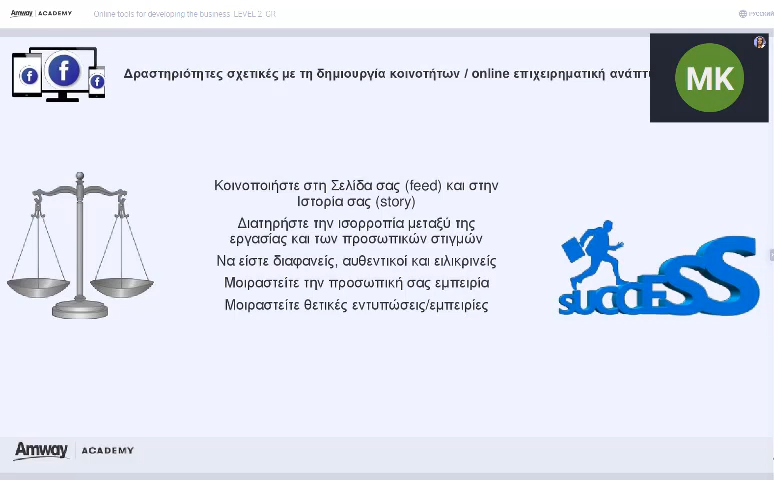 Amway ACADEMY
Online tools for developing the business. LEVEL 2. GR
РУССКИЙ
Δραστηριότητες σχετικές με τη δημιουργία κοινοτήτων / online επιχειρηματική
MK
Κοινοποιήστε στη Σελίδα σας (feed) και στην
Ιστορία σας (story)
Διατηρήστε την ισορροπία μεταξύ της
εργασίας και των προσωπικών στιγμών
Να είστε διαφανείς, αυθεντικοί και ειλικρινείς
Μοιραστείτε την προσωπική σας εμπειρία
Μοιραστείτε θετικές εντυπώσεις/εμπειρίες
SUCCESS
Amway ACADEMY